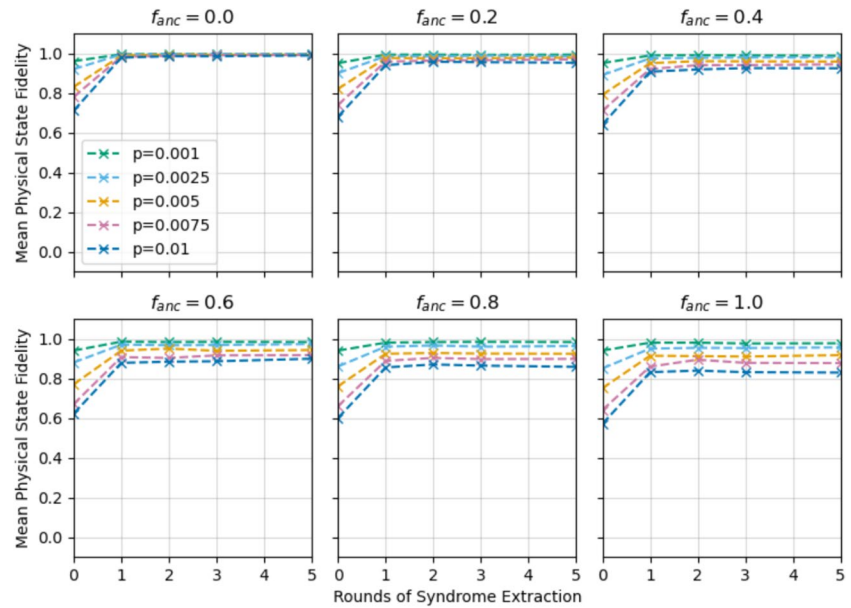 f_anc = 0.0
f_anc = 0.2
f_anc = 0.4
Mean Physical State Fidelity
1.0
0.8
0.6
0.4
0.2
0.0
p=0.001
p=0.0025
p=0.005
p=0.0075
p=0.01
f_anc = 0.6
f_anc = 0.8
f_anc = 1.0
Mean Physical State Fidelity
1.0
0.8
0.6
0.4
0.2
0.0
0 1 2 3 4 5
0 1 2 3 4 5
0 1 2 3 4 5
Rounds of Syndrome Extraction